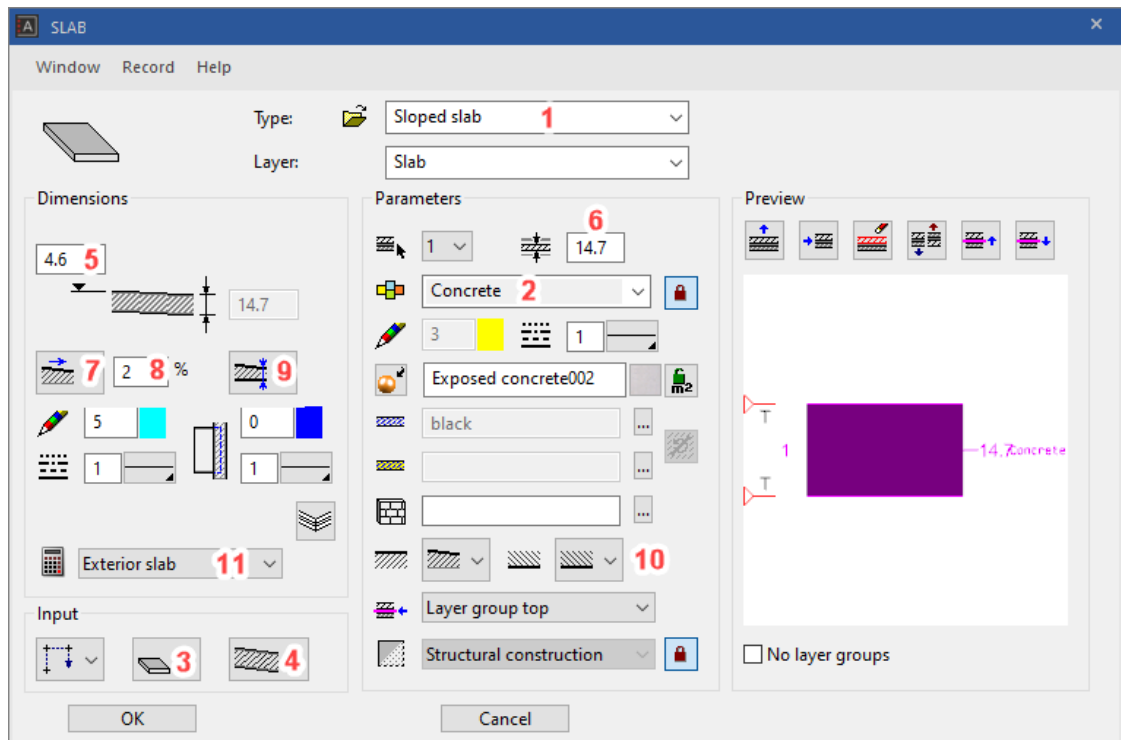 A SLAB
Window Record Help
Type: Sloped slab 1
Layer: Slab
Dimensions
4.6 5
14.7
7 2 8 % 9
5 0
1 1
Exterior slab 11
Input
3 4
OK
Parameters
1 6 14.7
Concrete 2
3 1
Exposed concrete002 m2
black ...
...
...
10
Layer group top
Structural construction
Cancel
Preview
T
1 14.7Concrete
T
No layer groups